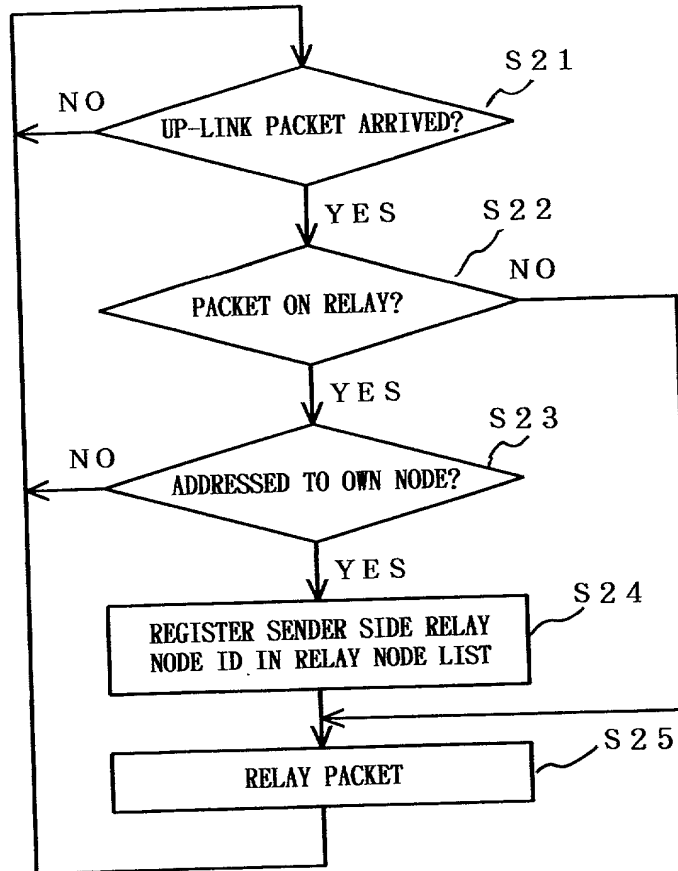 S21
NO
UP-LINK PACKET ARRIVED?
YES
S22
NO
PACKET ON RELAY?
YES
S23
NO
ADDRESSED TO OWN NODE?
YES
S24
REGISTER SENDER SIDE RELAY
NODE ID IN RELAY NODE LIST
S25
RELAY PACKET